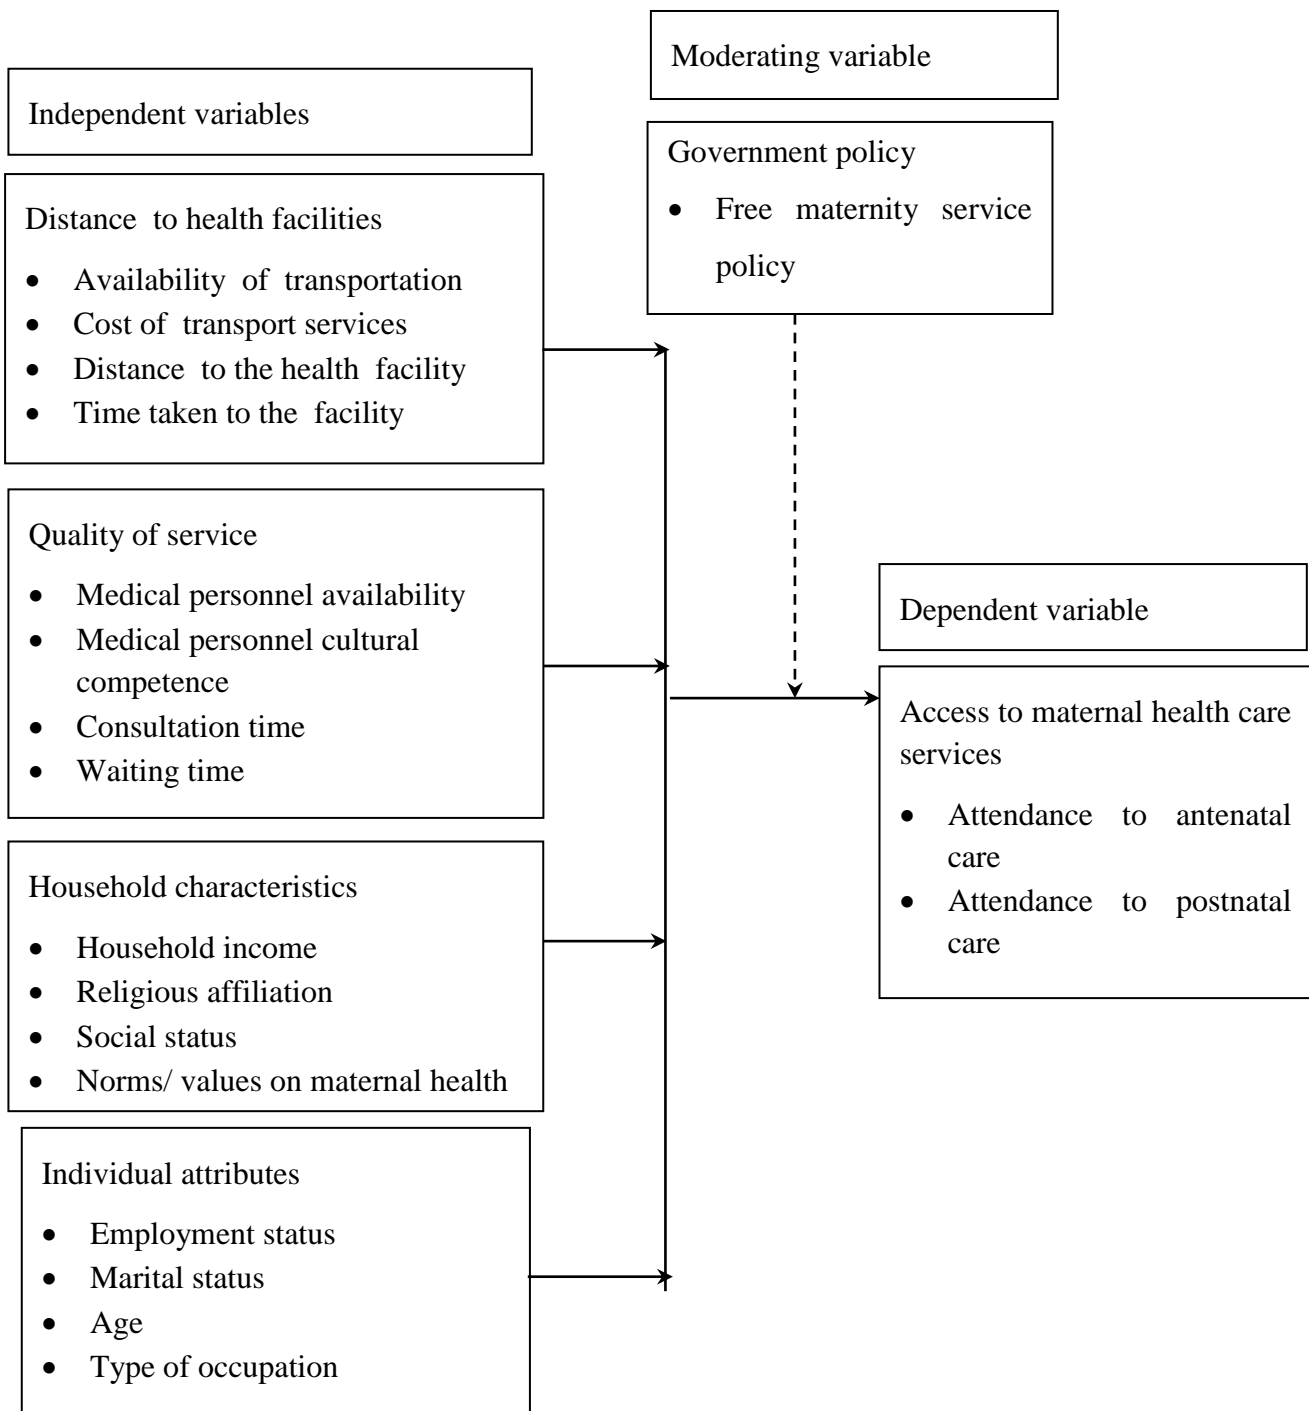 Independent variables
Distance to health facilities
• Availability of transportation
• Cost of transport services
• Distance to the health facility
• Time taken to the facility
Quality of service
• Medical personnel availability
• Medical personnel cultural
competence
• Consultation time
• Waiting time
Household characteristics
• Household income
• Religious affiliation
• Social status
• Norms/ values on maternal health
Individual attributes
• Employment status
• Marital status
• Age
• Type of occupation
Moderating variable
Government policy
• Free maternity service
policy
Dependent variable
Access to maternal health care
services
• Attendance to antenatal
care
• Attendance to postnatal
care